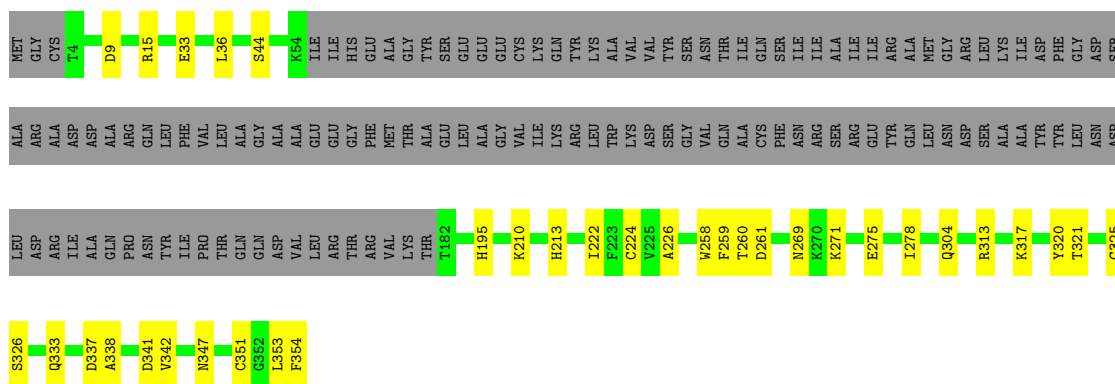 MET GLY CYS T4 D9 R15 E33 L36 S44 K54 ILE ILE HIS GLU ALA GLY TYR SER GLU GLU GLU CYS LYS GLN TYR LYS ALA VAL VAL TYR SER ASN THR ILE GLN SER ILE ILE ALA ILE ILE ARG ALA MET GLY ARG LEU LYS ILE ASP PHE GLY ASP SER
ALA ARG ALA ASP ASP ALA ARG GLN LEU PHE VAL LEU ALA GLY ALA ALA GLU GLU GLY PHE MET THR ALA GLU LEU ALA GLY VAL ILE LYS ARG LEU TRP LYS ASP SER GLY VAL GLN ALA CYS PHE ASN ARG SER ARG GLU TYR GLN LEU ASN ASP SER ALA ALA TYR TYR LEU ASN ASP
LEU ASP ARG ILE ALA GLN PRO ASN TYR ILE PRO THR GLN GLN ASP VAL LEU ARG THR ARG VAL LYS THR T182 H195 K210 H213 I222 F223 C224 V225 A226 W258 F259 T260 D261 N269 K270 K271 E275 I278 Q304 R313 K317 Y320 T321 C325
S326 Q333 D337 A338 D341 V342 N347 C351 G352 L353 F354